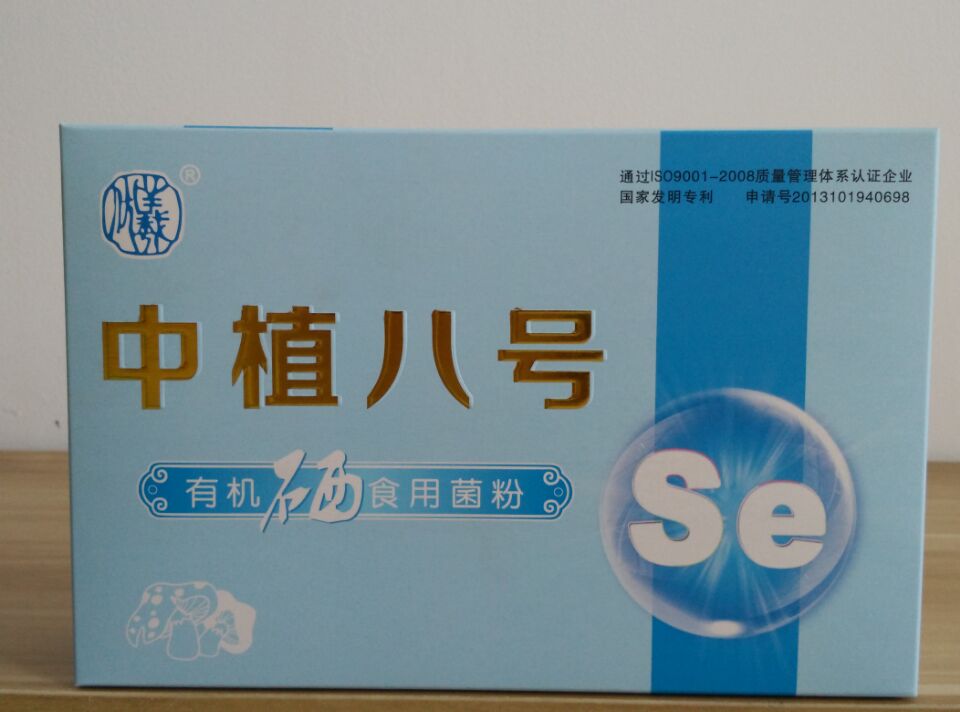 ®
通过ISO9001-2008质量管理体系认证企业
国家发明专利 申请号2013101940698
中植八号
有机硒食用菌粉
Se